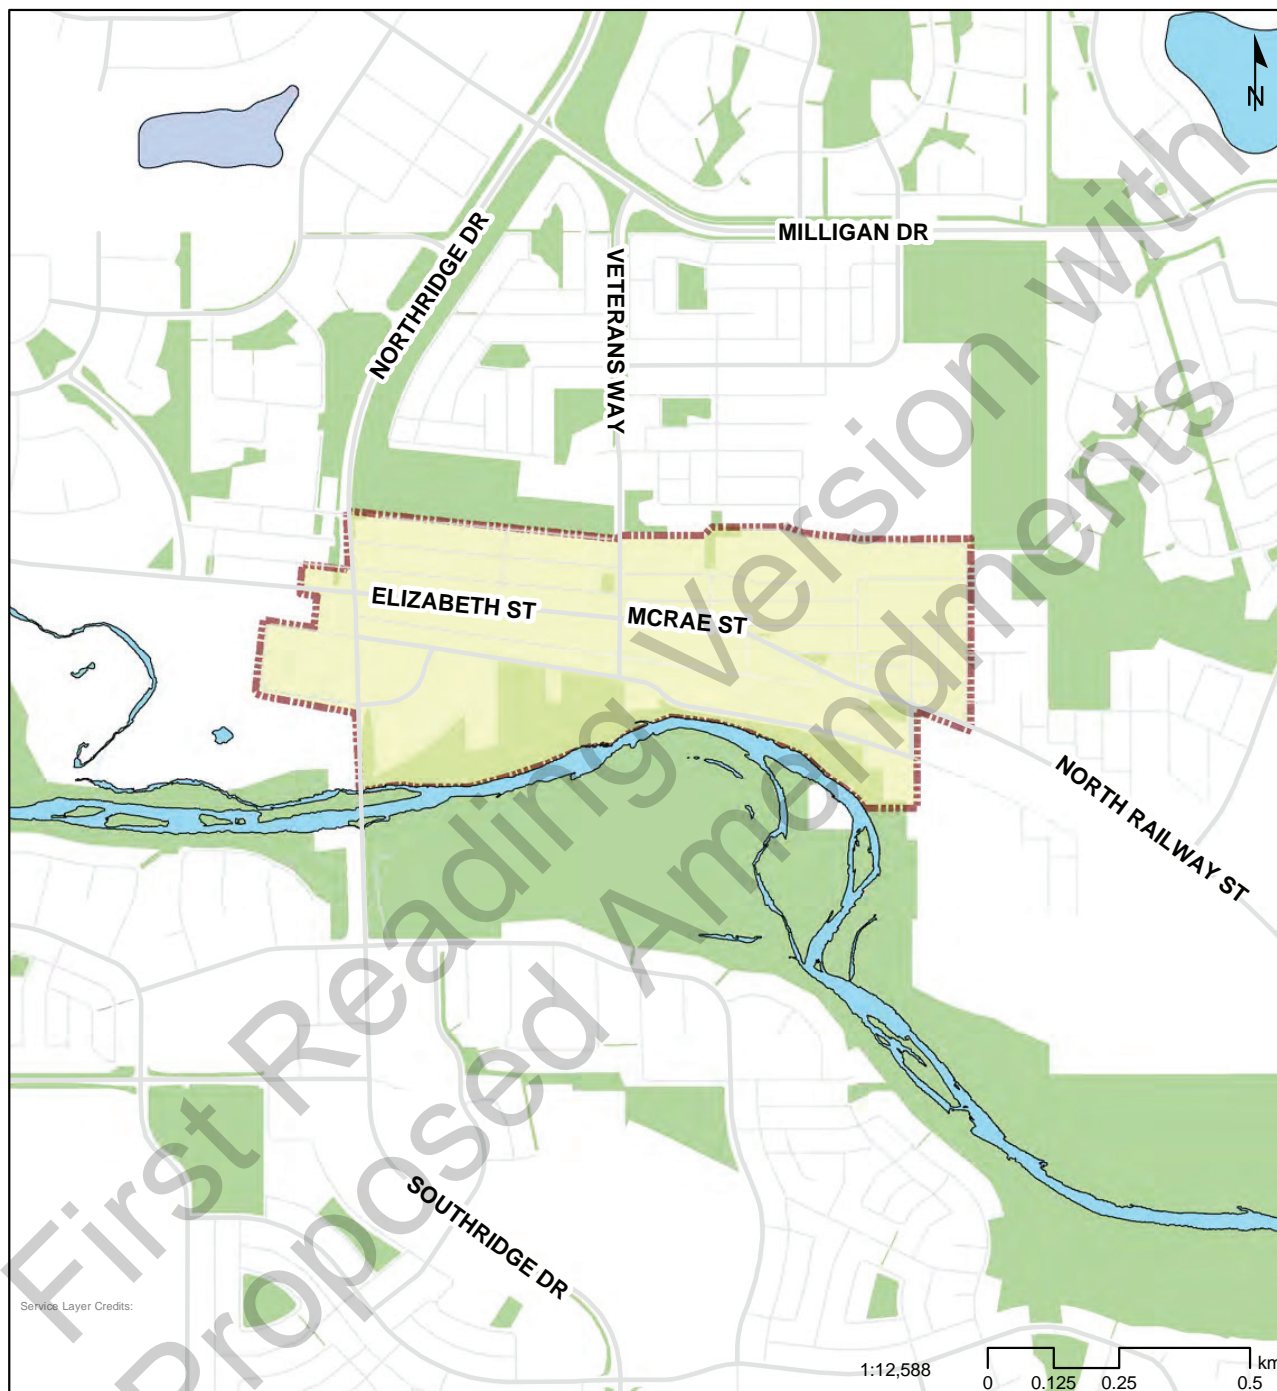 N
MILLIGAN DR
NORTHRIDGE DR
VETERANS WAY
ELIZABETH ST
MCRAE ST
NORTH RAILWAY ST
SOUTHRIDGE DR
First Reading Version with
Proposed Amendments
Service Layer Credits:
1:12,588
km
0 0.125 0.25 0.5